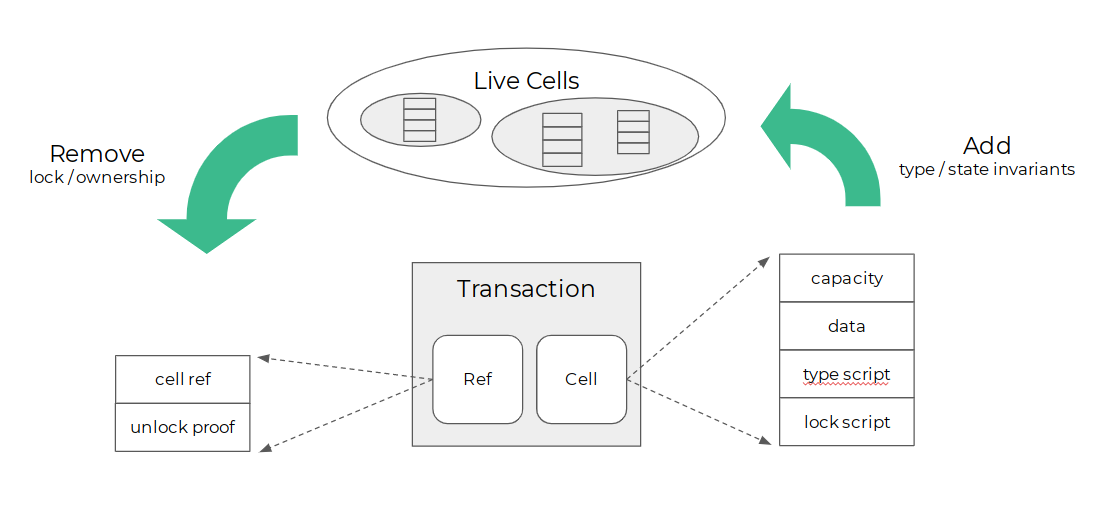 Live Cells
Remove
lock / ownership
Add
type / state invariants
Transaction
Ref
Cell
cell ref
unlock proof
capacity
data
type script
lock script